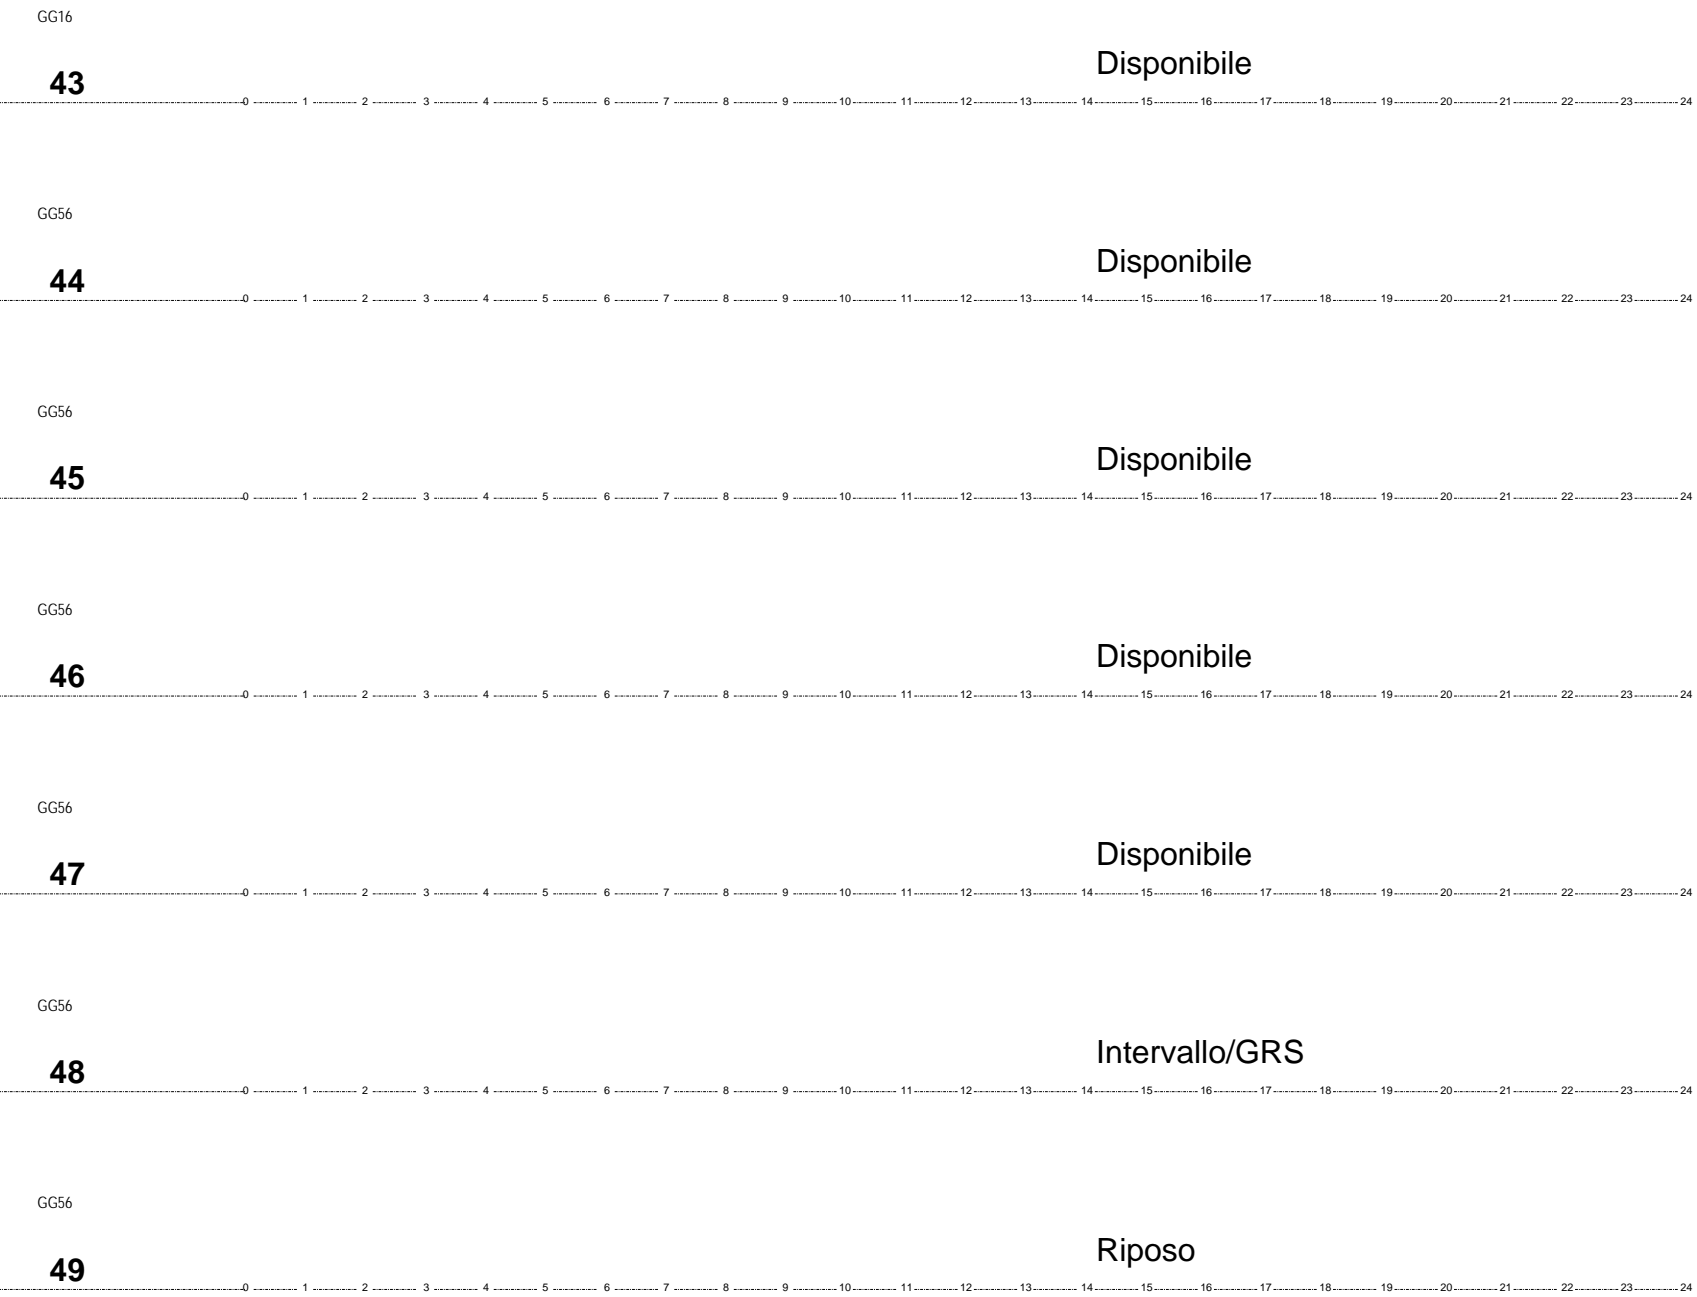 GG16
Disponibile
43
0 1 2 3 4 5 6 7 8 9 10 11 12 13 14 15 16 17 18 19 20 21 22 23 24
GG56
Disponibile
44
0 1 2 3 4 5 6 7 8 9 10 11 12 13 14 15 16 17 18 19 20 21 22 23 24
GG56
Disponibile
45
0 1 2 3 4 5 6 7 8 9 10 11 12 13 14 15 16 17 18 19 20 21 22 23 24
GG56
Disponibile
46
0 1 2 3 4 5 6 7 8 9 10 11 12 13 14 15 16 17 18 19 20 21 22 23 24
GG56
Disponibile
47
0 1 2 3 4 5 6 7 8 9 10 11 12 13 14 15 16 17 18 19 20 21 22 23 24
GG56
Intervallo/GRS
48
0 1 2 3 4 5 6 7 8 9 10 11 12 13 14 15 16 17 18 19 20 21 22 23 24
GG56
Riposo
49
0 1 2 3 4 5 6 7 8 9 10 11 12 13 14 15 16 17 18 19 20 21 22 23 24